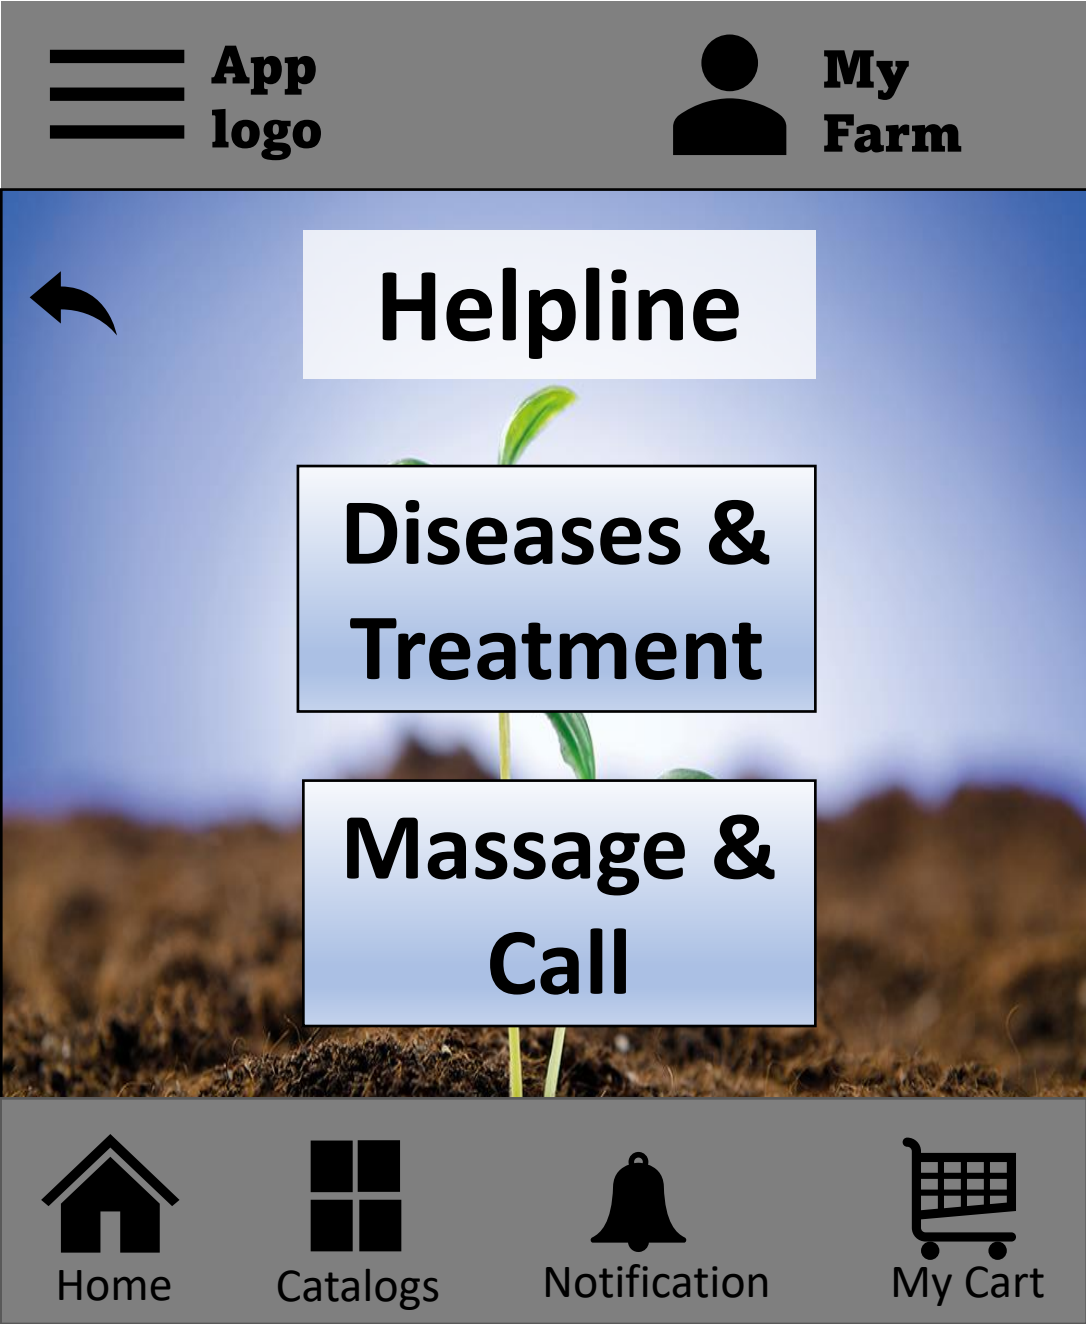 App
logo
My
Farm
Helpline
Diseases &
Treatment
Massage &
Call
Home
Catalogs
Notification
My Cart